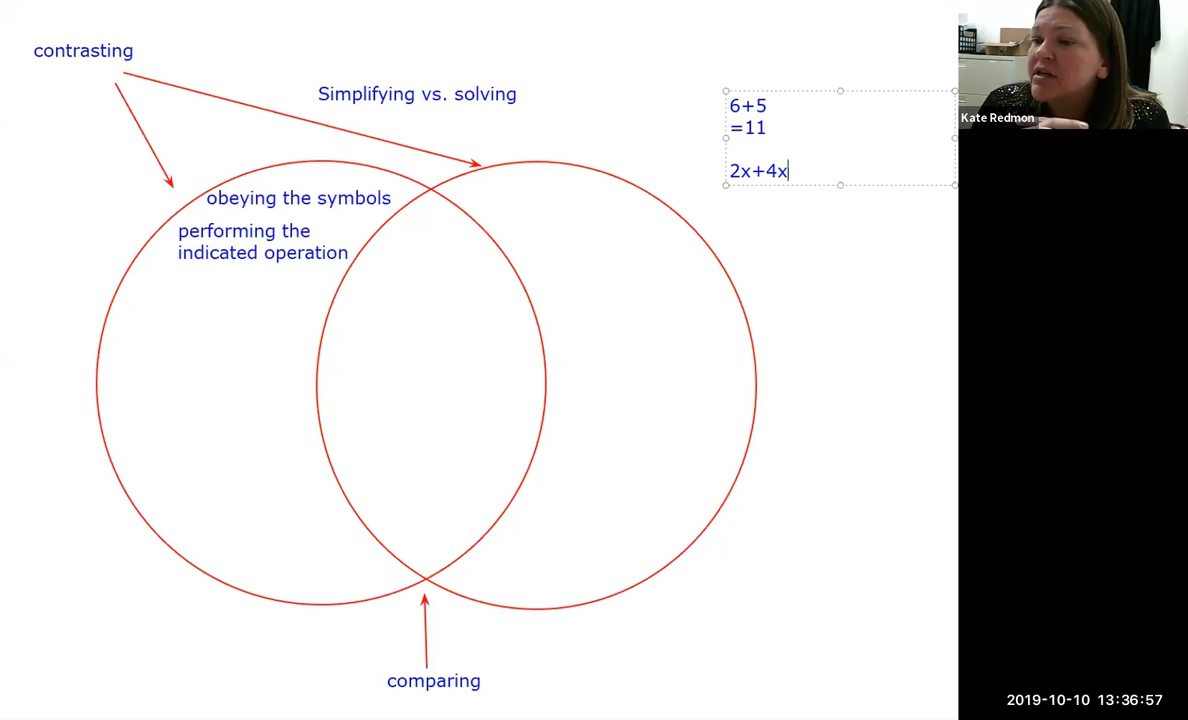 contrasting
Simplifying vs. solving
6+5
=11
2x+4x
Kate Redmon
obeying the symbols
performing the
indicated operation
comparing
2019-10-10 13:36:57